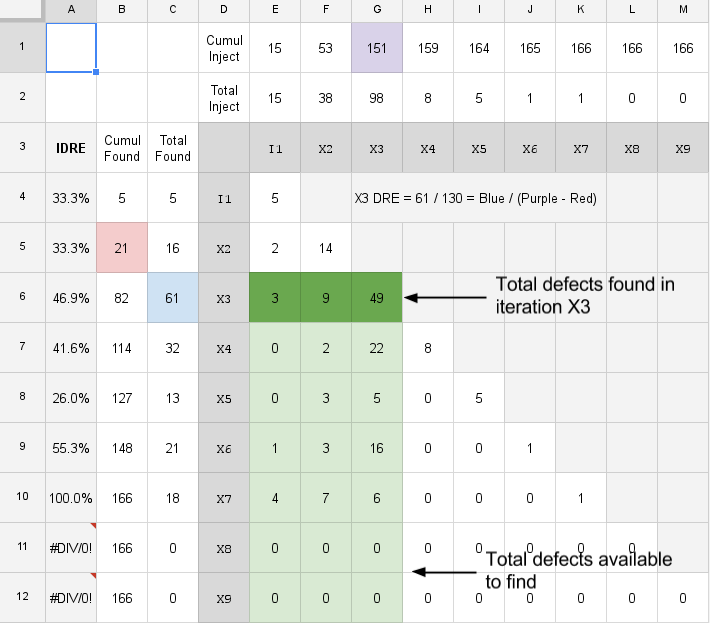 A B C D E F G H I J K L M
1 Cumul Inject 15 53 151 159 164 165 166 166 166
2 Total Inject 15 38 98 8 5 1 1 0 0
3 IDRE Cumul Found Total Found I1 X2 X3 X4 X5 X6 X7 X8 X9
4 33.3% 5 5 I1 5 X3 DRE = 61 / 130 = Blue / (Purple - Red)
5 33.3% 21 16 X2 2 14
6 46.9% 82 61 X3 3 9 49 Total defects found in iteration X3
7 41.6% 114 32 X4 0 2 22 8
8 26.0% 127 13 X5 0 3 5 0 5
9 55.3% 148 21 X6 1 3 16 0 0 1
10 100.0% 166 18 X7 4 7 6 0 0 0 1
11 #DIV/0! 166 0 X8 0 0 0 0 0 0 0 0
Total defects available to find
12 #DIV/0! 166 0 X9 0 0 0 0 0 0 0 0 0